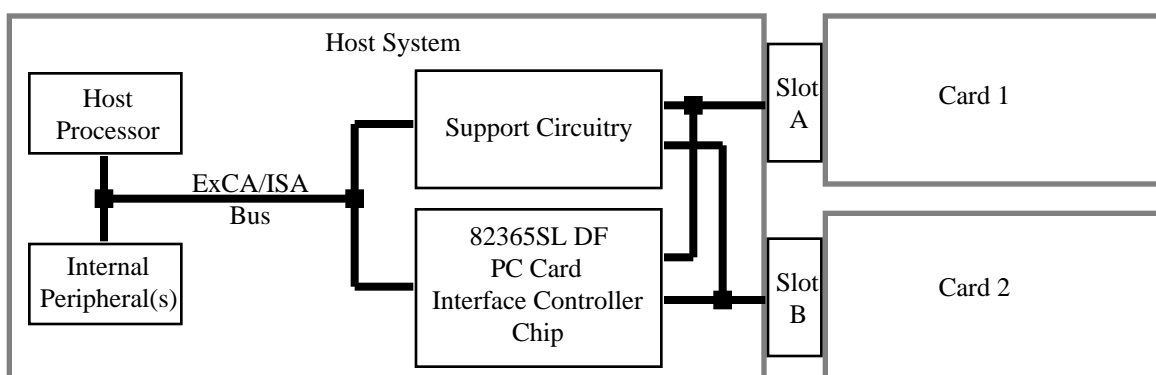 Host System
Host
Processor
Support Circuitry
Slot
A
Card 1
ExCA/ISA
Bus
82365SL DF
PC Card
Interface Controller
Chip
Internal
Peripheral(s)
Slot
B
Card 2